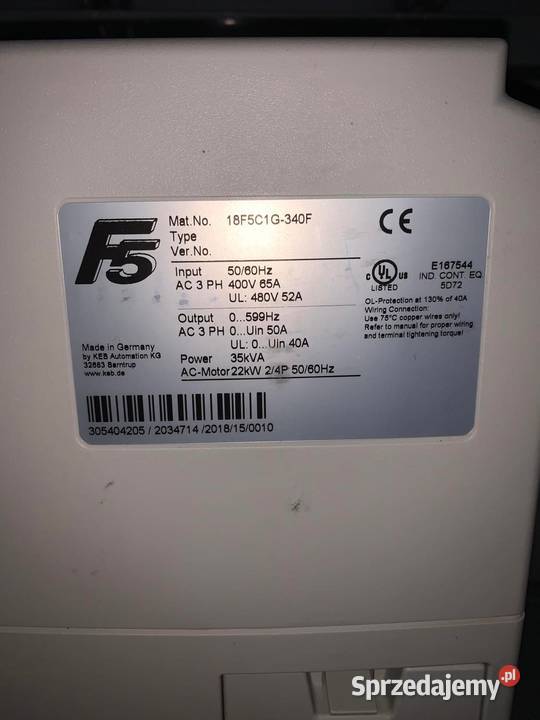 F5
Mat.No. 18F5C1G-340F
Type
Ver.No.
Input 50/60Hz
AC 3 PH 400V 65A
UL: 480V 52A
Output 0...599Hz
AC 3 PH 0...Uin 50A
UL: 0...Uin 40A
Power 35kVA
AC-Motor 22kW 2/4P 50/60Hz
Made in Germany
by KEB Automation KG
32683 Barntrup
www.keb.de
CE
C UL US
LISTED
E167544
IND. CONT. EQ.
5D72
OL-Protection at 130% of 40A
Wiring Connection:
Use 75°C copper wires only!
Refer to manual for proper wiring
and terminal tightening torque!
305404205 / 2034714 /2018/15/0010
Sprzedajemy.pl